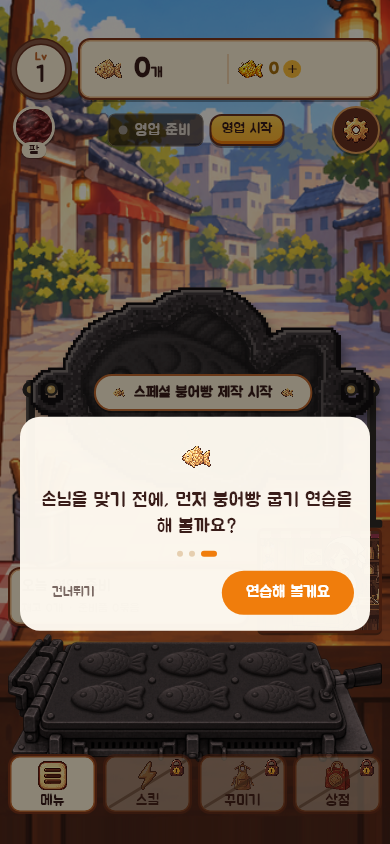 Lv
1
0개
0 +
팥
영업 준비
영업 시작
스페셜 붕어빵 제작 시작
손님을 맞기 전에, 먼저 붕어빵 굽기 연습을
해 볼까요?
건너뛰기
연습해 볼게요
메뉴
스킬
꾸미기
상점